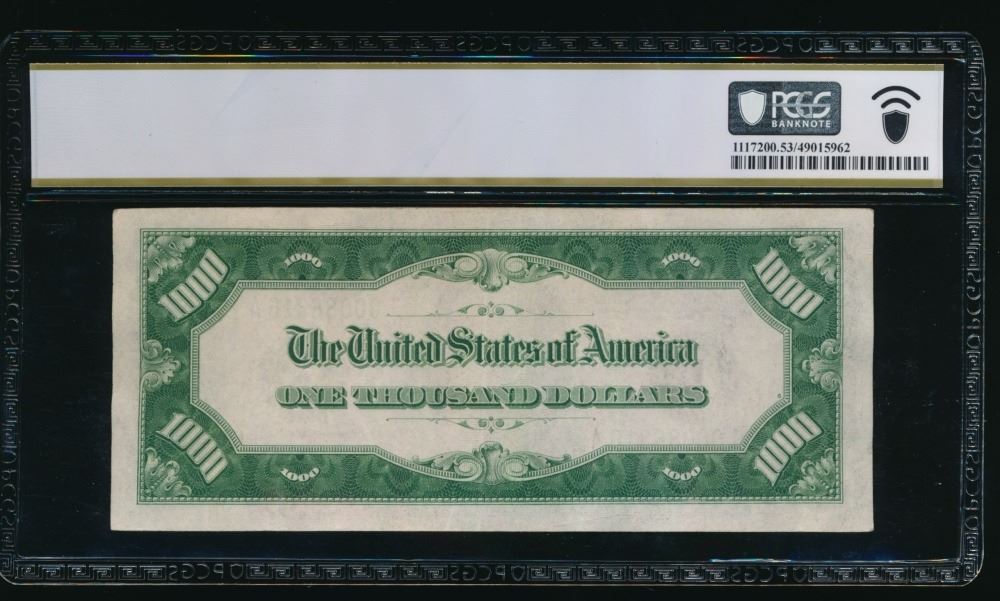 PCGS
BANKNOTE
1117200.53/49015962
1000 1000 1000 1000
The United States of America
ONE THOUSAND DOLLARS
1000 1000 1000 1000